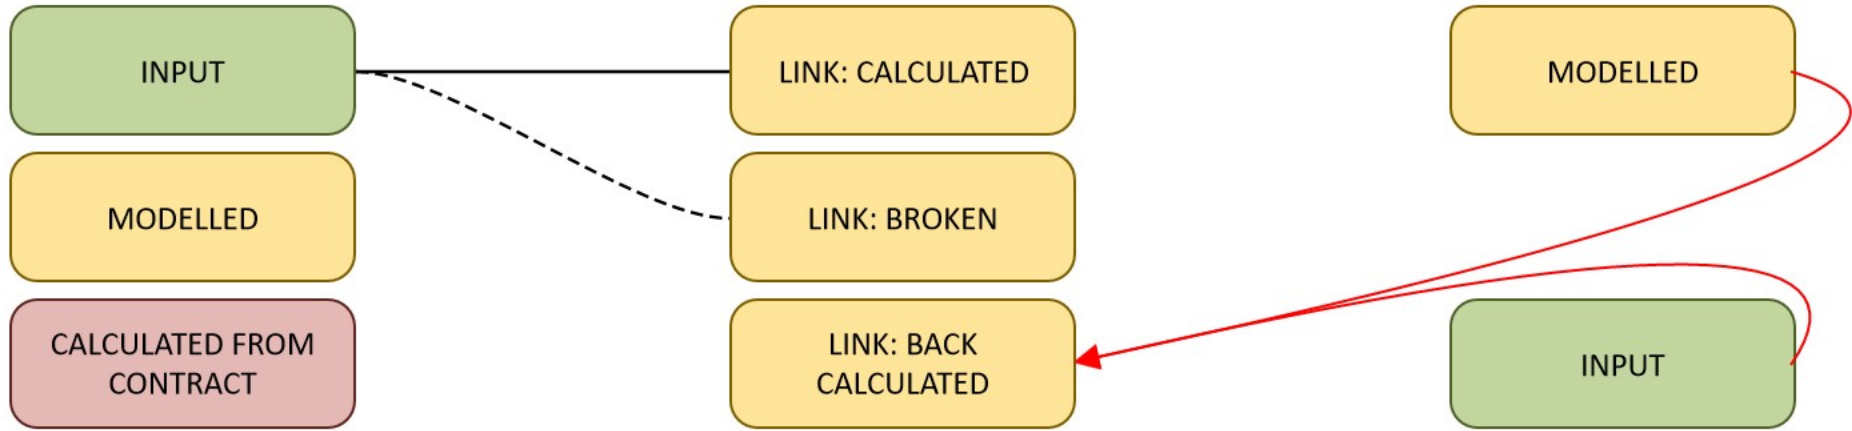 INPUT
LINK: CALCULATED
MODELLED
MODELLED
LINK: BROKEN
CALCULATED FROM
CONTRACT
LINK: BACK
CALCULATED
INPUT